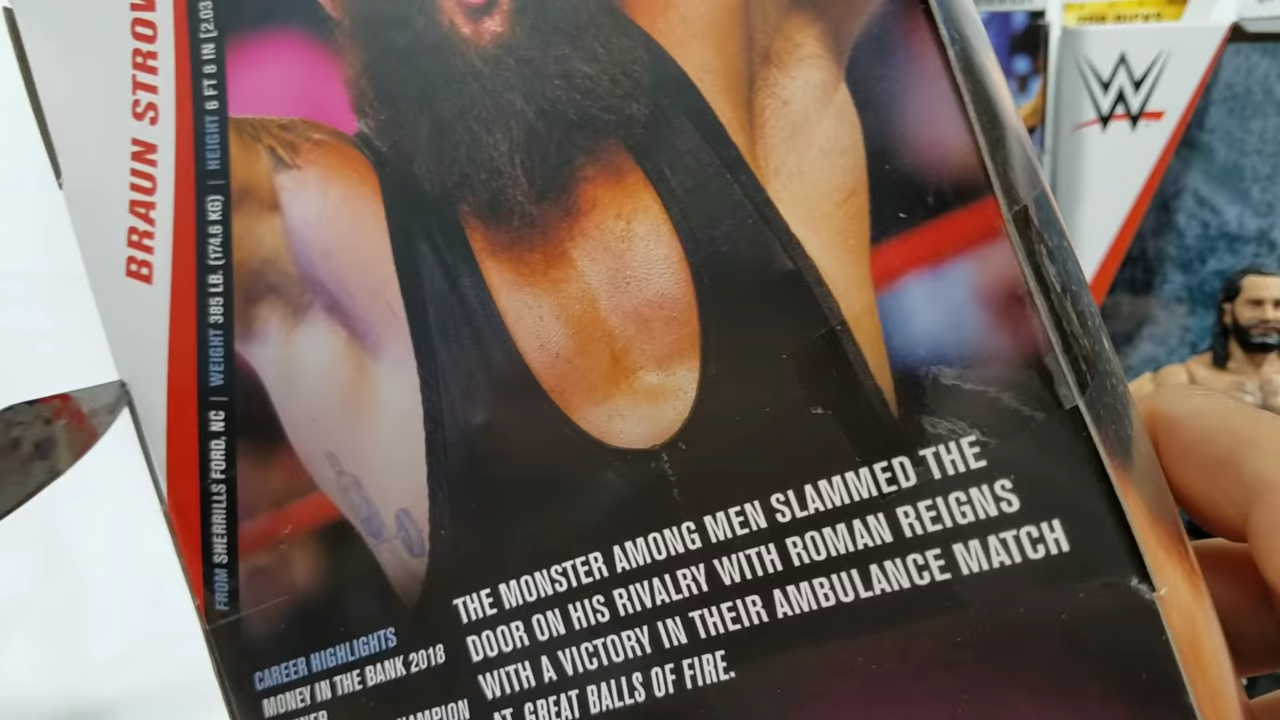 BRAUN STROW
FROM SHERRILLS FORD, NC | WEIGHT 385 LB. (174.6 KG) | HEIGHT 6 FT 8 IN [2.03
W
THE MONSTER AMONG MEN SLAMMED THE
DOOR ON HIS RIVALRY WITH ROMAN REIGNS
WITH A VICTORY IN THEIR AMBULANCE MATCH
AT GREAT BALLS OF FIRE.
CAREER HIGHLIGHTS
MONEY IN THE BANK 2018